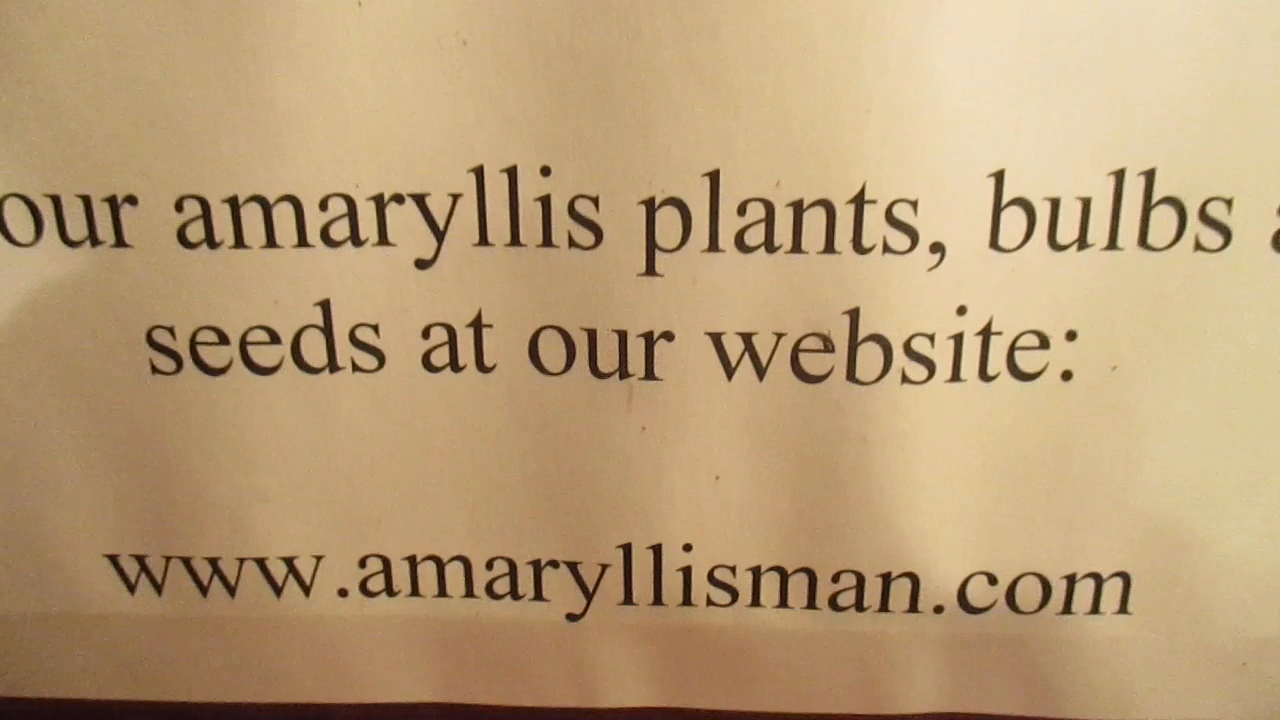 our amaryllis plants, bulbs
seeds at our website:
www.amaryllisman.com